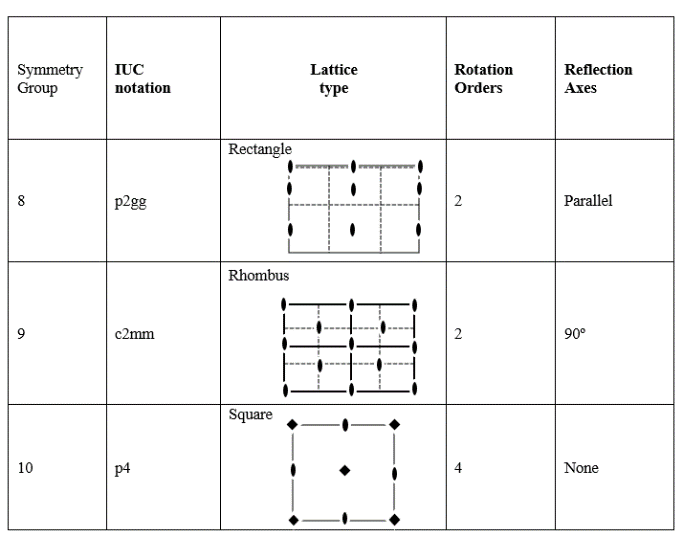 Symmetry
Group
IUC
notation
Lattice
type
Rotation
Orders
Reflection
Axes
8
p2gg
Rectangle
2
Parallel
9
c2mm
Rhombus
2
90º
10
p4
Square
4
None